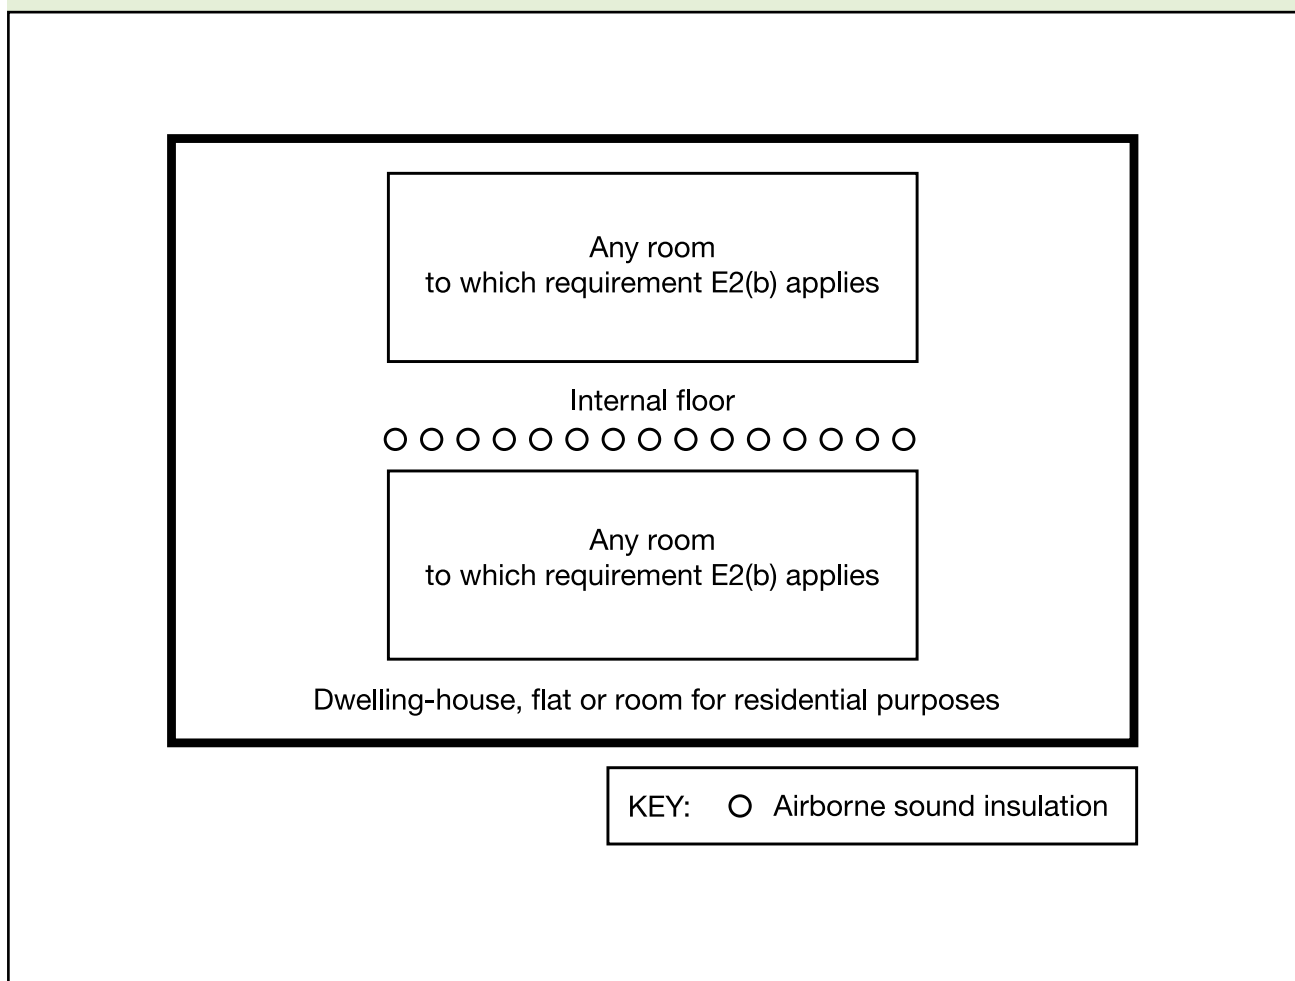 Any room
to which requirement E2(b) applies
Internal floor
Any room
to which requirement E2(b) applies
Dwelling-house, flat or room for residential purposes
KEY: Airborne sound insulation